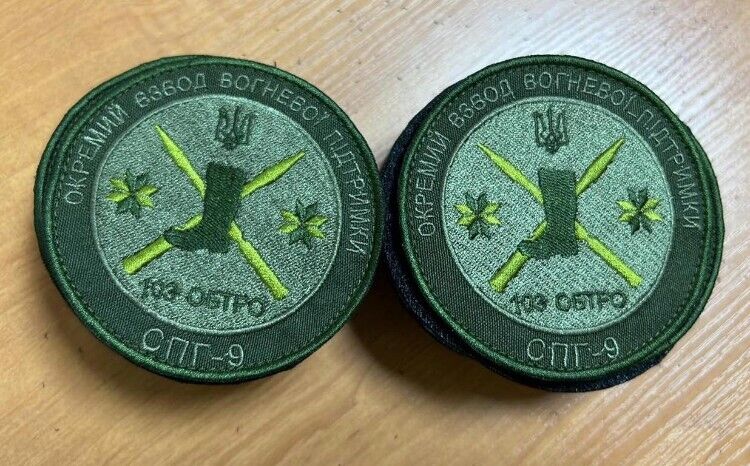 ОКРЕМИЙ ВЗВОД ВОГНЕВОЇ ПІДТРИМКИ
103 ОБТРО
СПГ-9
ОКРЕМИЙ ВЗВОД ВОГНЕВОЇ ПІДТРИМКИ
103 ОБТРО
СПГ-9